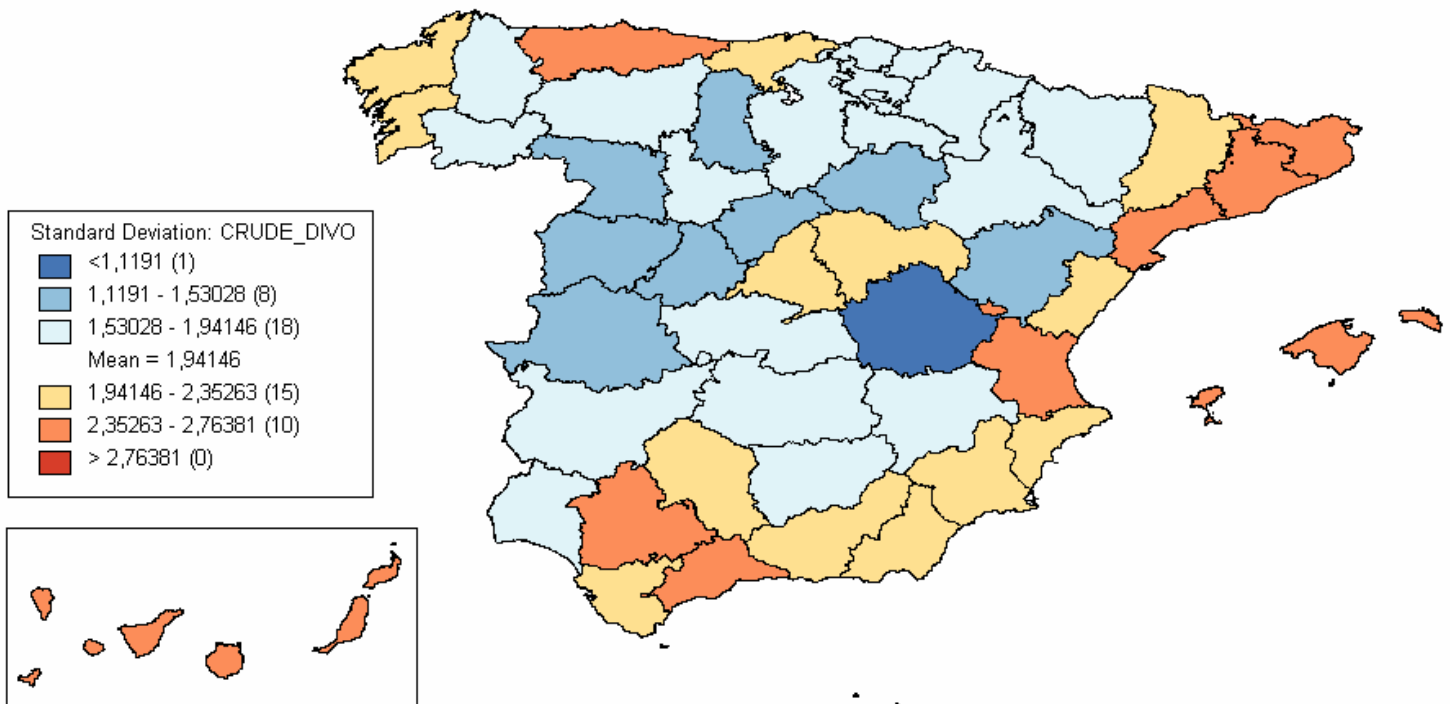 Standard Deviation: CRUDE_DIVO
<1,1191 (1)
1,1191 - 1,53028 (8)
1,53028 - 1,94146 (18)
Mean = 1,94146
1,94146 - 2,35263 (15)
2,35263 - 2,76381 (10)
> 2,76381 (0)